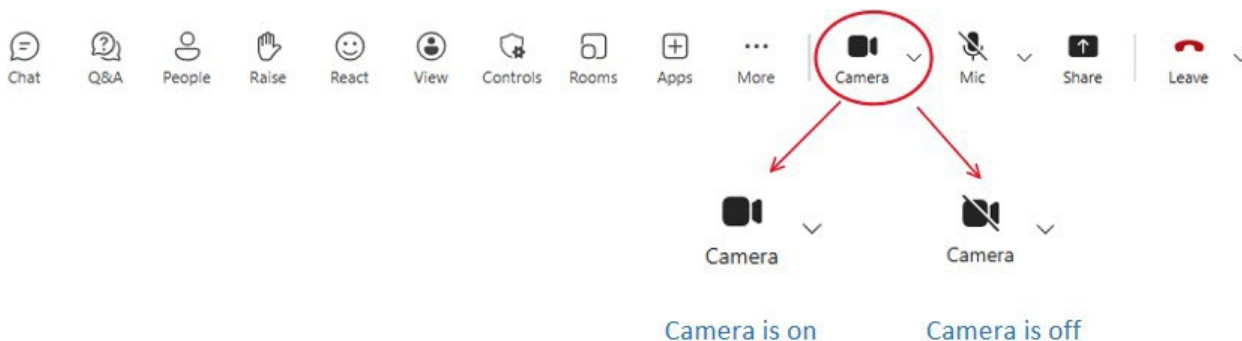 Chat Q&A People Raise React View Controls Rooms Apps More Camera Mic Share Leave
Camera Camera
Camera is on Camera is off